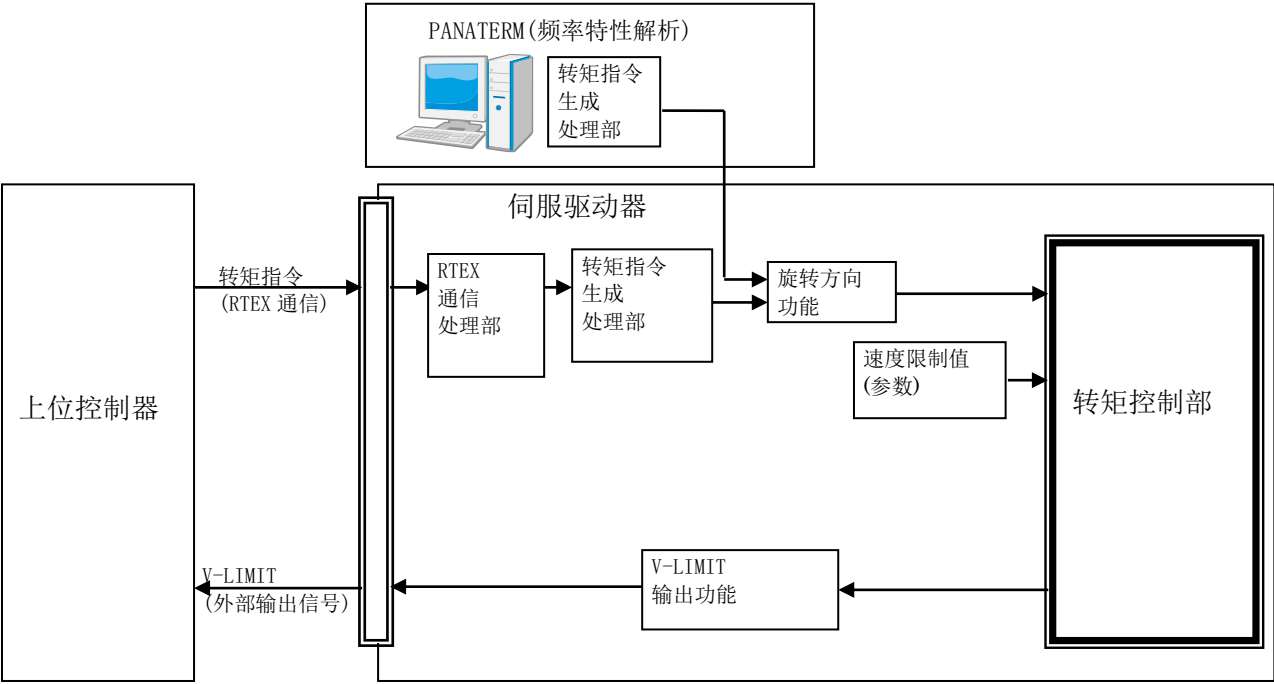 PANATERM(频率特性解析)
转矩指令
生成
处理部
伺服驱动器
转矩指令
(RTEX 通信)
RTEX
通信
处理部
转矩指令
生成
处理部
旋转方向
功能
速度限制值
(参数)
上位控制器
转矩控制部
V-LIMIT
(外部输出信号)
V-LIMIT
输出功能